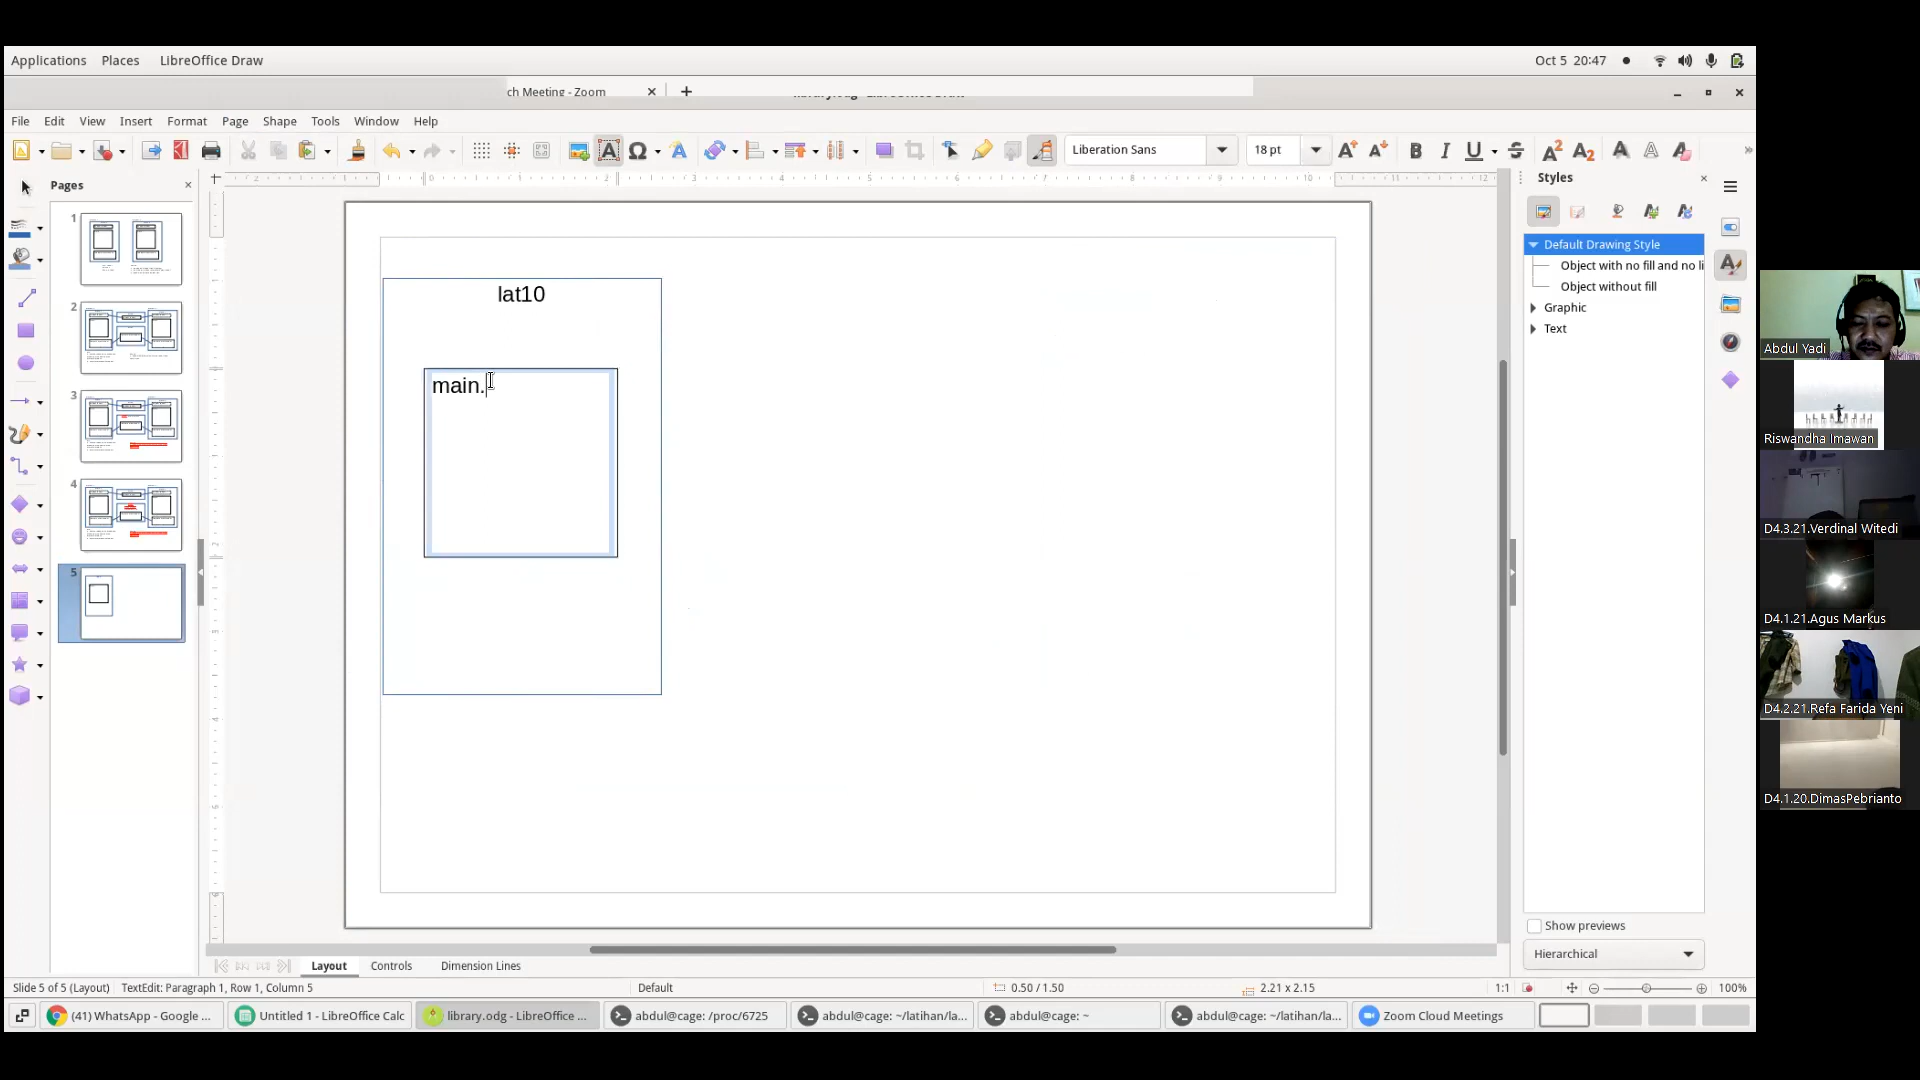 Applications Places LibreOffice Draw Oct 5 20:47
ch Meeting - Zoom
File Edit View Insert Format Page Shape Tools Window Help
Liberation Sans 18 pt
Pages
Styles
1
2
3
4
5
lat10
main.
Default Drawing Style
Object with no fill and no li
Object without fill
Graphic
Text
Show previews
Hierarchical
Layout Controls Dimension Lines
Slide 5 of 5 (Layout) TextEdit: Paragraph 1, Row 1, Column 5 Default 0.50 / 1.50 2.21 x 2.15 1:1 100%
(41) WhatsApp - Google ... Untitled 1 - LibreOffice Calc library.odg - LibreOffice ... abdul@cage: /proc/6725 abdul@cage: ~/latihan/la... abdul@cage: ~ abdul@cage: ~/latihan/la... Zoom Cloud Meetings
Abdul Yadi
Riswandha Imawan
D4.3.21.Verdinal Witedi
D4.1.21.Agus Markus
D4.2.21.Refa Farida Yeni
D4.1.20.DimasPebrianto